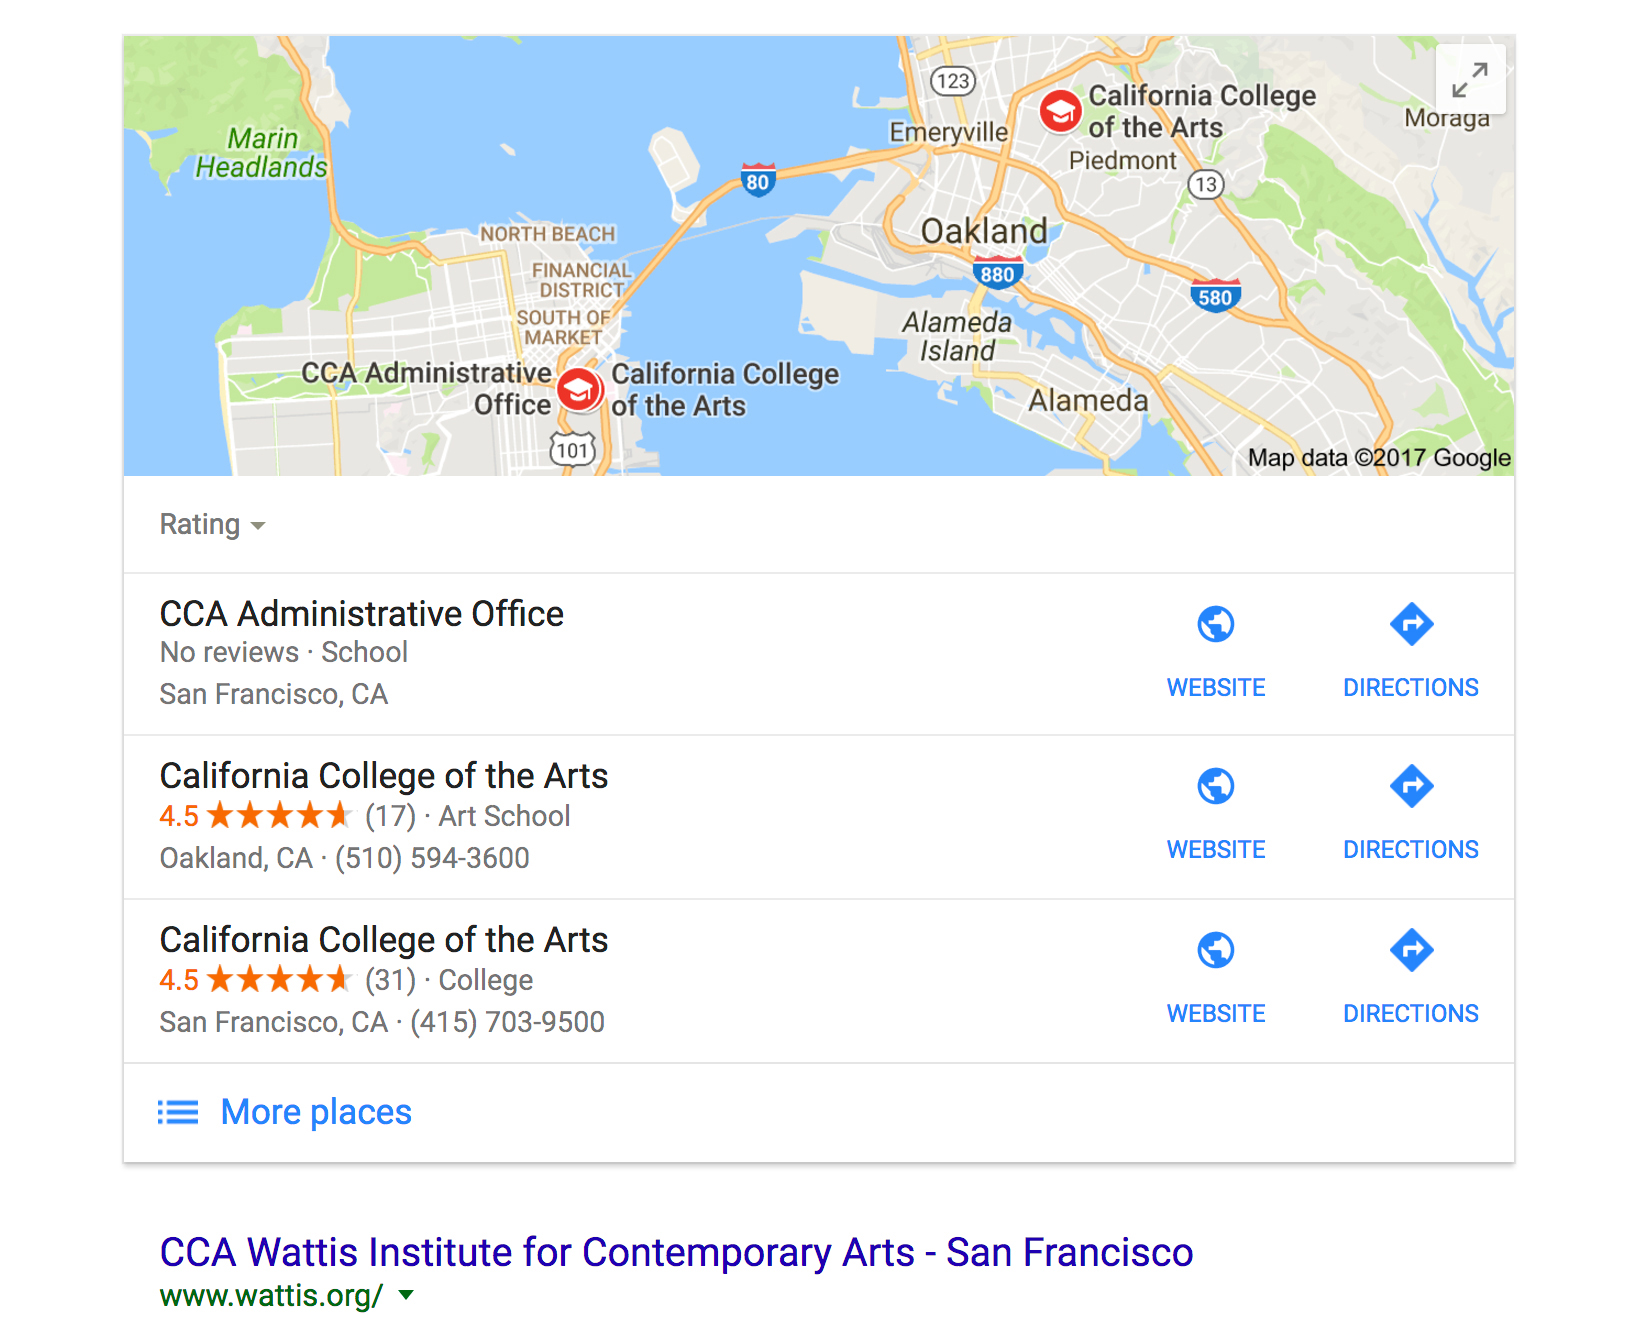 123
California College
of the Arts
Moraga
Emeryville
Marin
Headlands
Piedmont
80
13
NORTH BEACH
Oakland
FINANCIAL
DISTRICT
880
580
SOUTH OF
MARKET
Alameda
Island
CCA Administrative
Office
California College
of the Arts
Alameda
101
Map data ©2017 Google
Rating
CCA Administrative Office
No reviews · School
San Francisco, CA
WEBSITE DIRECTIONS
California College of the Arts
4.5 (17) · Art School
Oakland, CA · (510) 594-3600
WEBSITE DIRECTIONS
California College of the Arts
4.5 (31) · College
San Francisco, CA · (415) 703-9500
WEBSITE DIRECTIONS
More places
CCA Wattis Institute for Contemporary Arts - San Francisco
www.wattis.org/